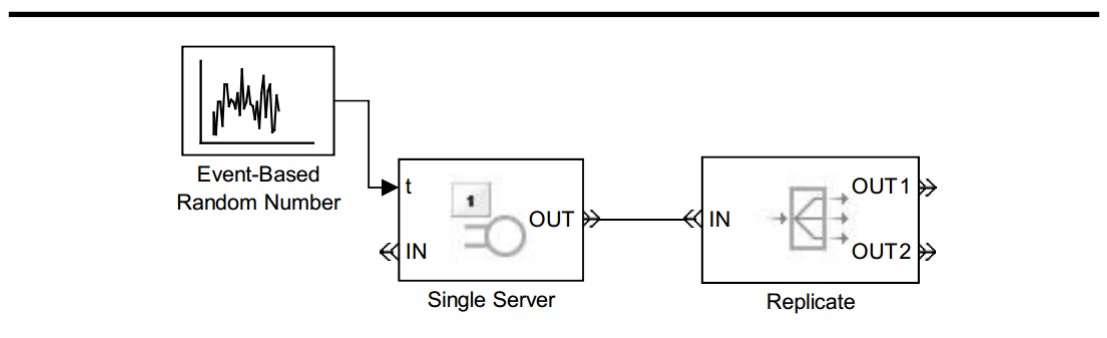 Event-Based
Random Number
t
1
OUT
IN
Single Server
IN
OUT1
OUT2
Replicate